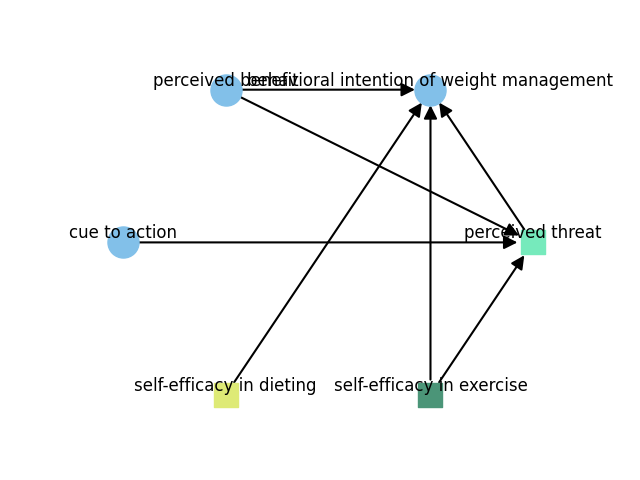 perceived benefit
behavioral intention of weight management
cue to action
perceived threat
self-efficacy in dieting
self-efficacy in exercise